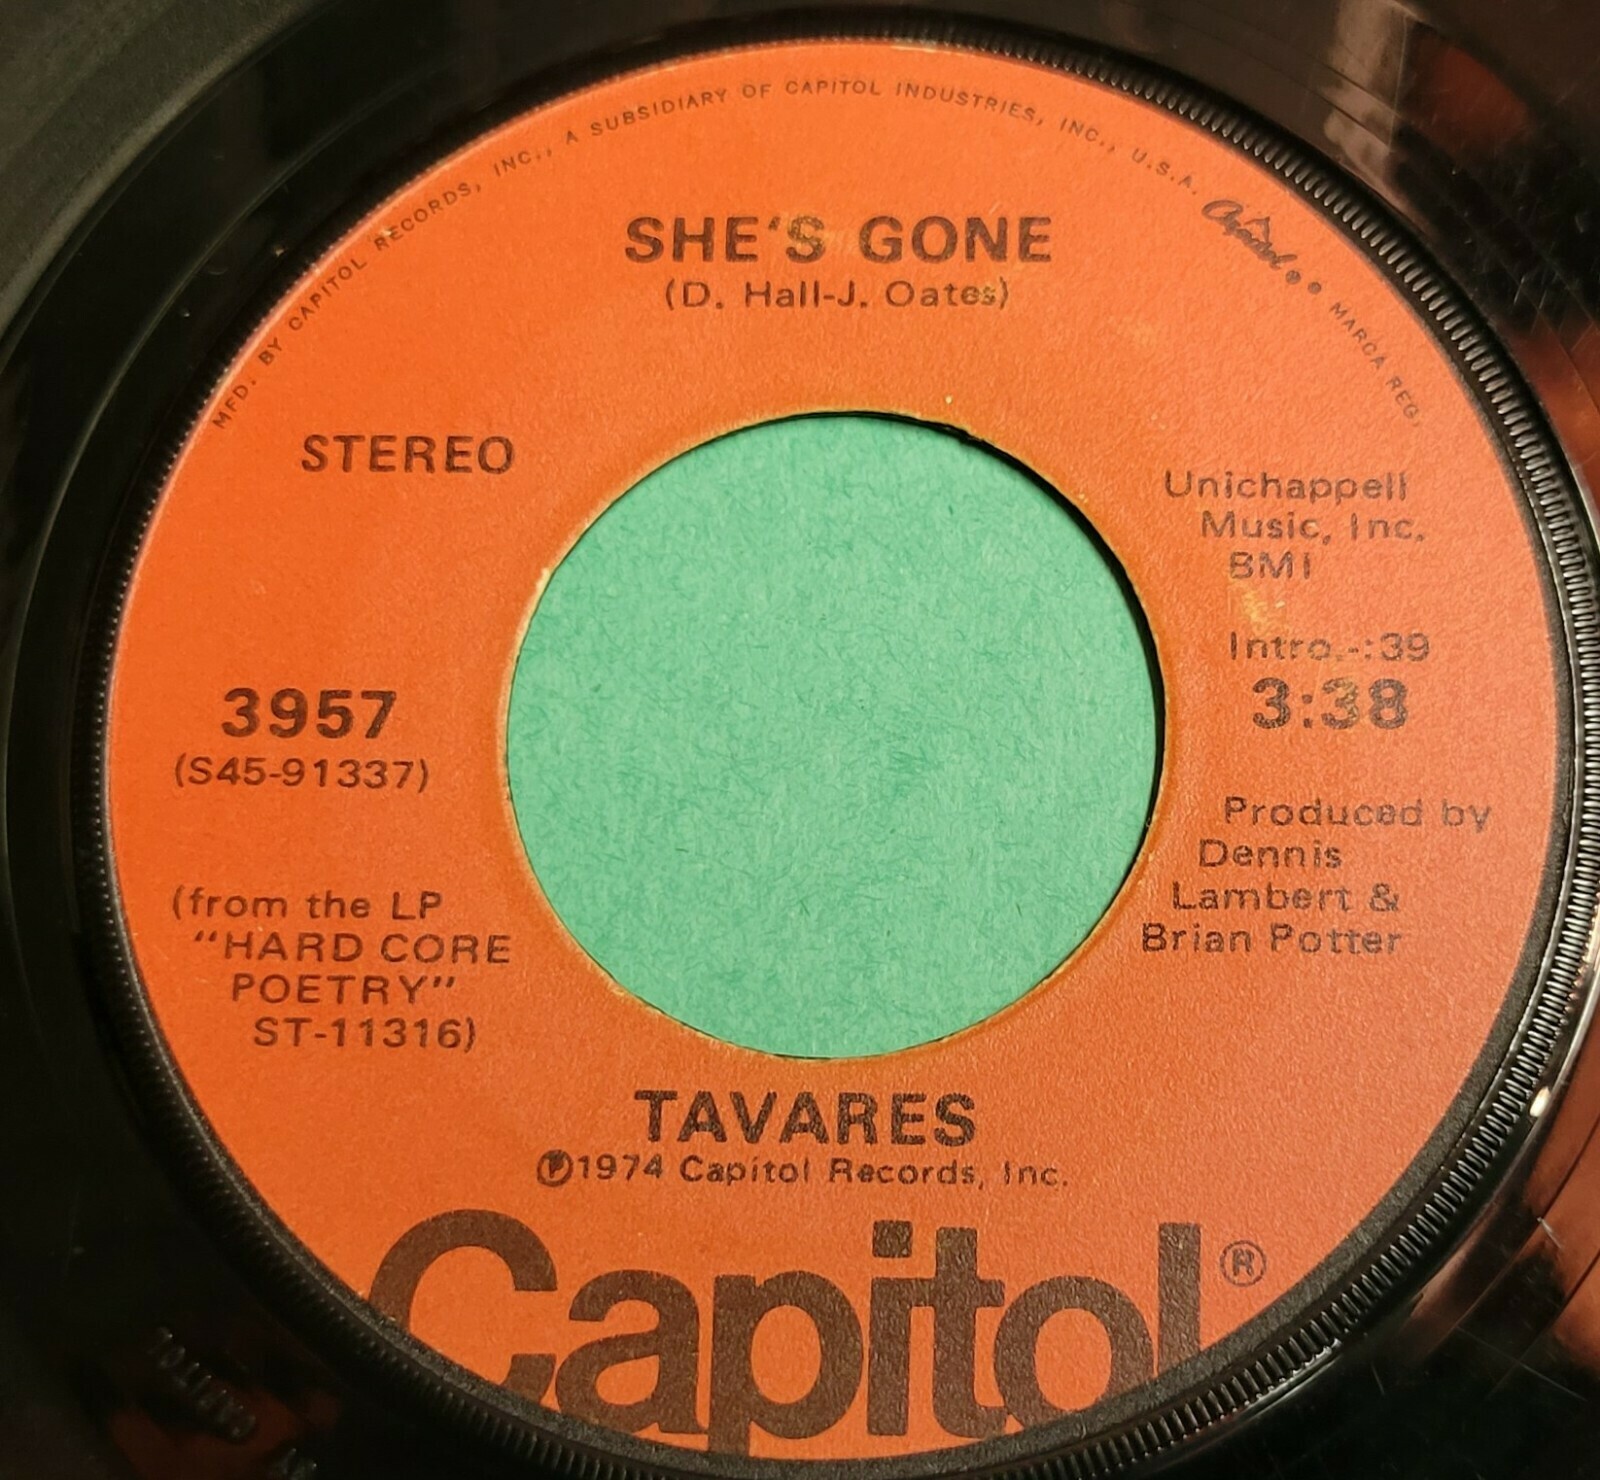 MFD. BY CAPITOL RECORDS, INC., A SUBSIDIARY OF CAPITOL INDUSTRIES, INC., U.S.A. Capitol • MARCA REG.
SHE'S GONE
(D. Hall-J. Oates)
STEREO
Unichappell
Music, Inc.
BMI
Intro.-:39
3:38
3957
(S45-91337)
Produced by
Dennis
Lambert &
Brian Potter
(from the LP
"HARD CORE
POETRY"
ST-11316)
TAVARES
℗1974 Capitol Records, Inc.
Capitol®